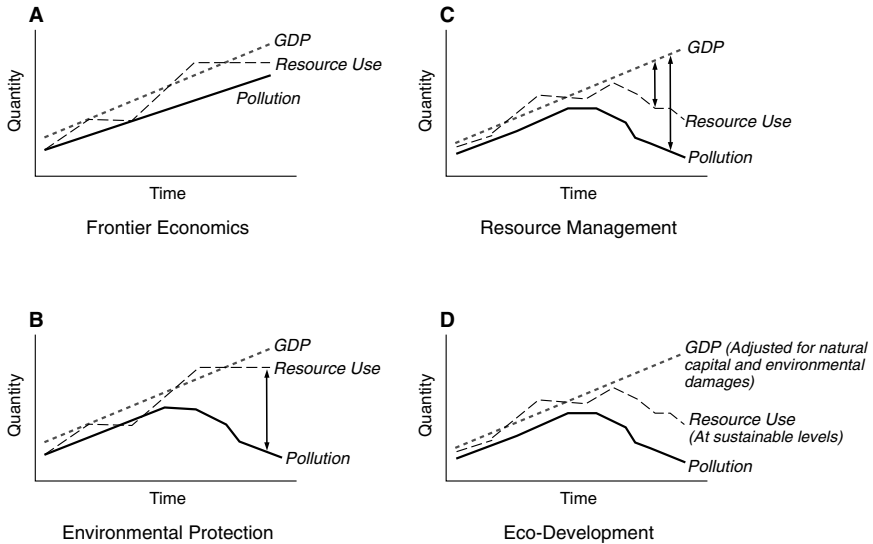 A
GDP
Resource Use
Pollution
Quantity
Time
Frontier Economics
C
GDP
Resource Use
Pollution
Quantity
Time
Resource Management
B
GDP
Resource Use
Pollution
Quantity
Time
Environmental Protection
D
GDP (Adjusted for natural
capital and environmental
damages)
Resource Use
(At sustainable levels)
Pollution
Quantity
Time
Eco-Development